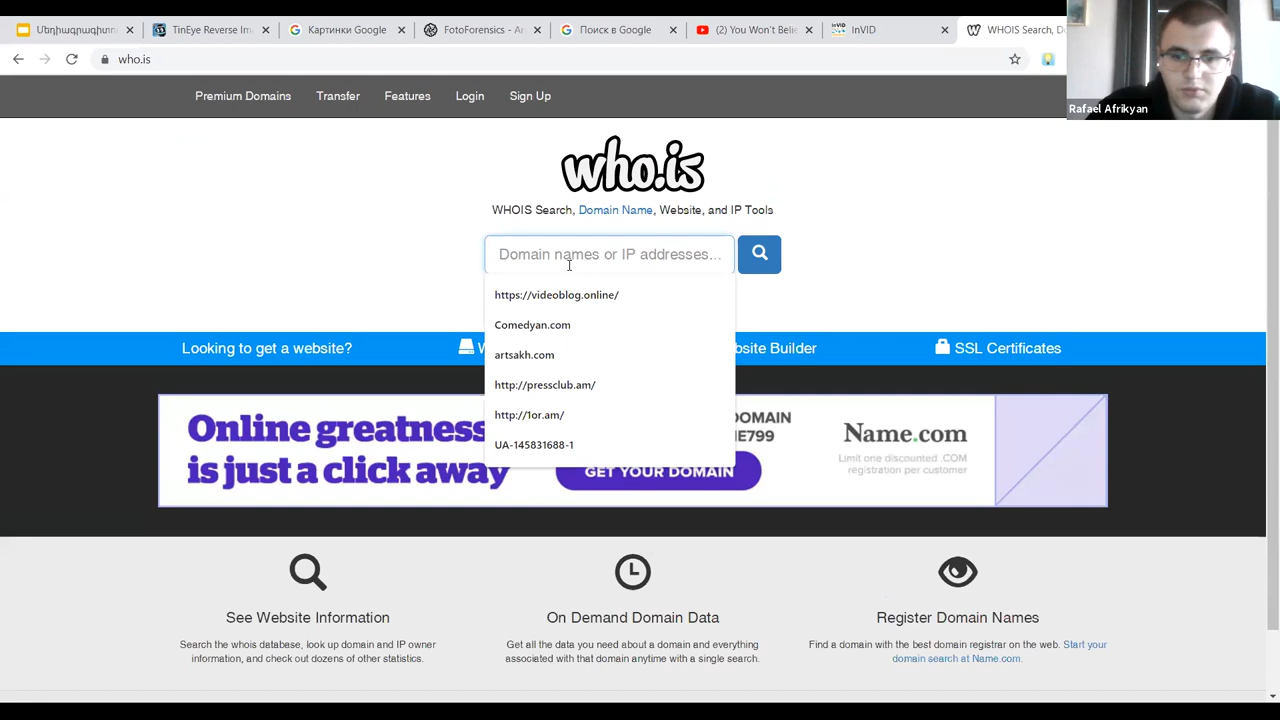 Մեդիագրագիտ
TinEye Reverse Im
Картинки Google
FotoForensics - An
Поиск в Google
(2) You Won't Belie
InVID
WHOIS Search, Do
who.is
Rafael Afrikyan
Premium Domains
Transfer
Features
Login
Sign Up
who.is
WHOIS Search, Domain Name, Website, and IP Tools
Domain names or IP addresses...
https://videoblog.online/
Comedyan.com
artsakh.com
http://pressclub.am/
http://1or.am/
UA-145831688-1
Looking to get a website?
W
bsite Builder
SSL Certificates
Online greatness
is just a click away
DOMAIN
ME799
GET YOUR DOMAIN
Name.com
Limit one discounted .COM
registration per customer
See Website Information
On Demand Domain Data
Register Domain Names
Search the whois database, look up domain and IP owner
information, and check out dozens of other statistics.
Get all the data you need about a domain and everything
associated with that domain anytime with a single search.
Find a domain with the best domain registrar on the web. Start your
domain search at Name.com.